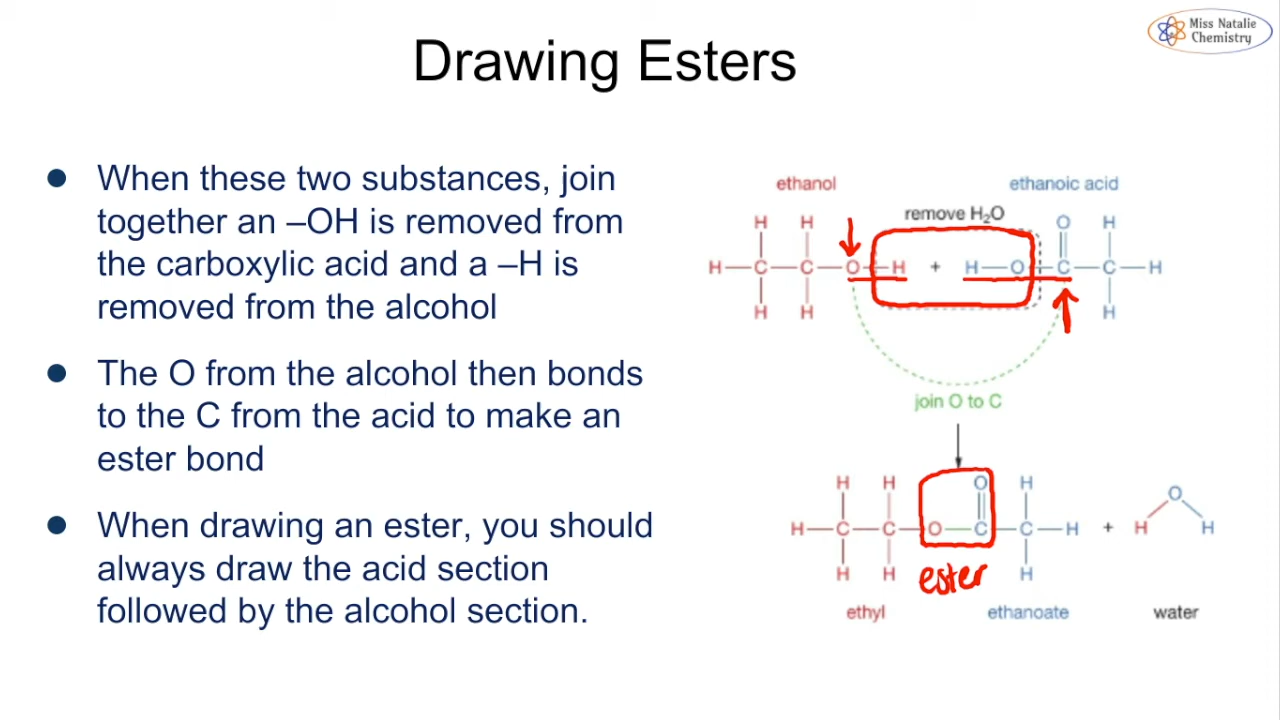 Miss Natalie
Chemistry
Drawing Esters
● When these two substances, join
together an –OH is removed from
the carboxylic acid and a –H is
removed from the alcohol
● The O from the alcohol then bonds
to the C from the acid to make an
ester bond
● When drawing an ester, you should
always draw the acid section
followed by the alcohol section.
ethanol ethanoic acid
remove H₂O
H H O H
H—C—C—O—H + H—O—C—C—H
H H H
join O to C
H H O H O
H—C—C—O—C—C—H + H H
H H ester H
ethyl ethanoate water